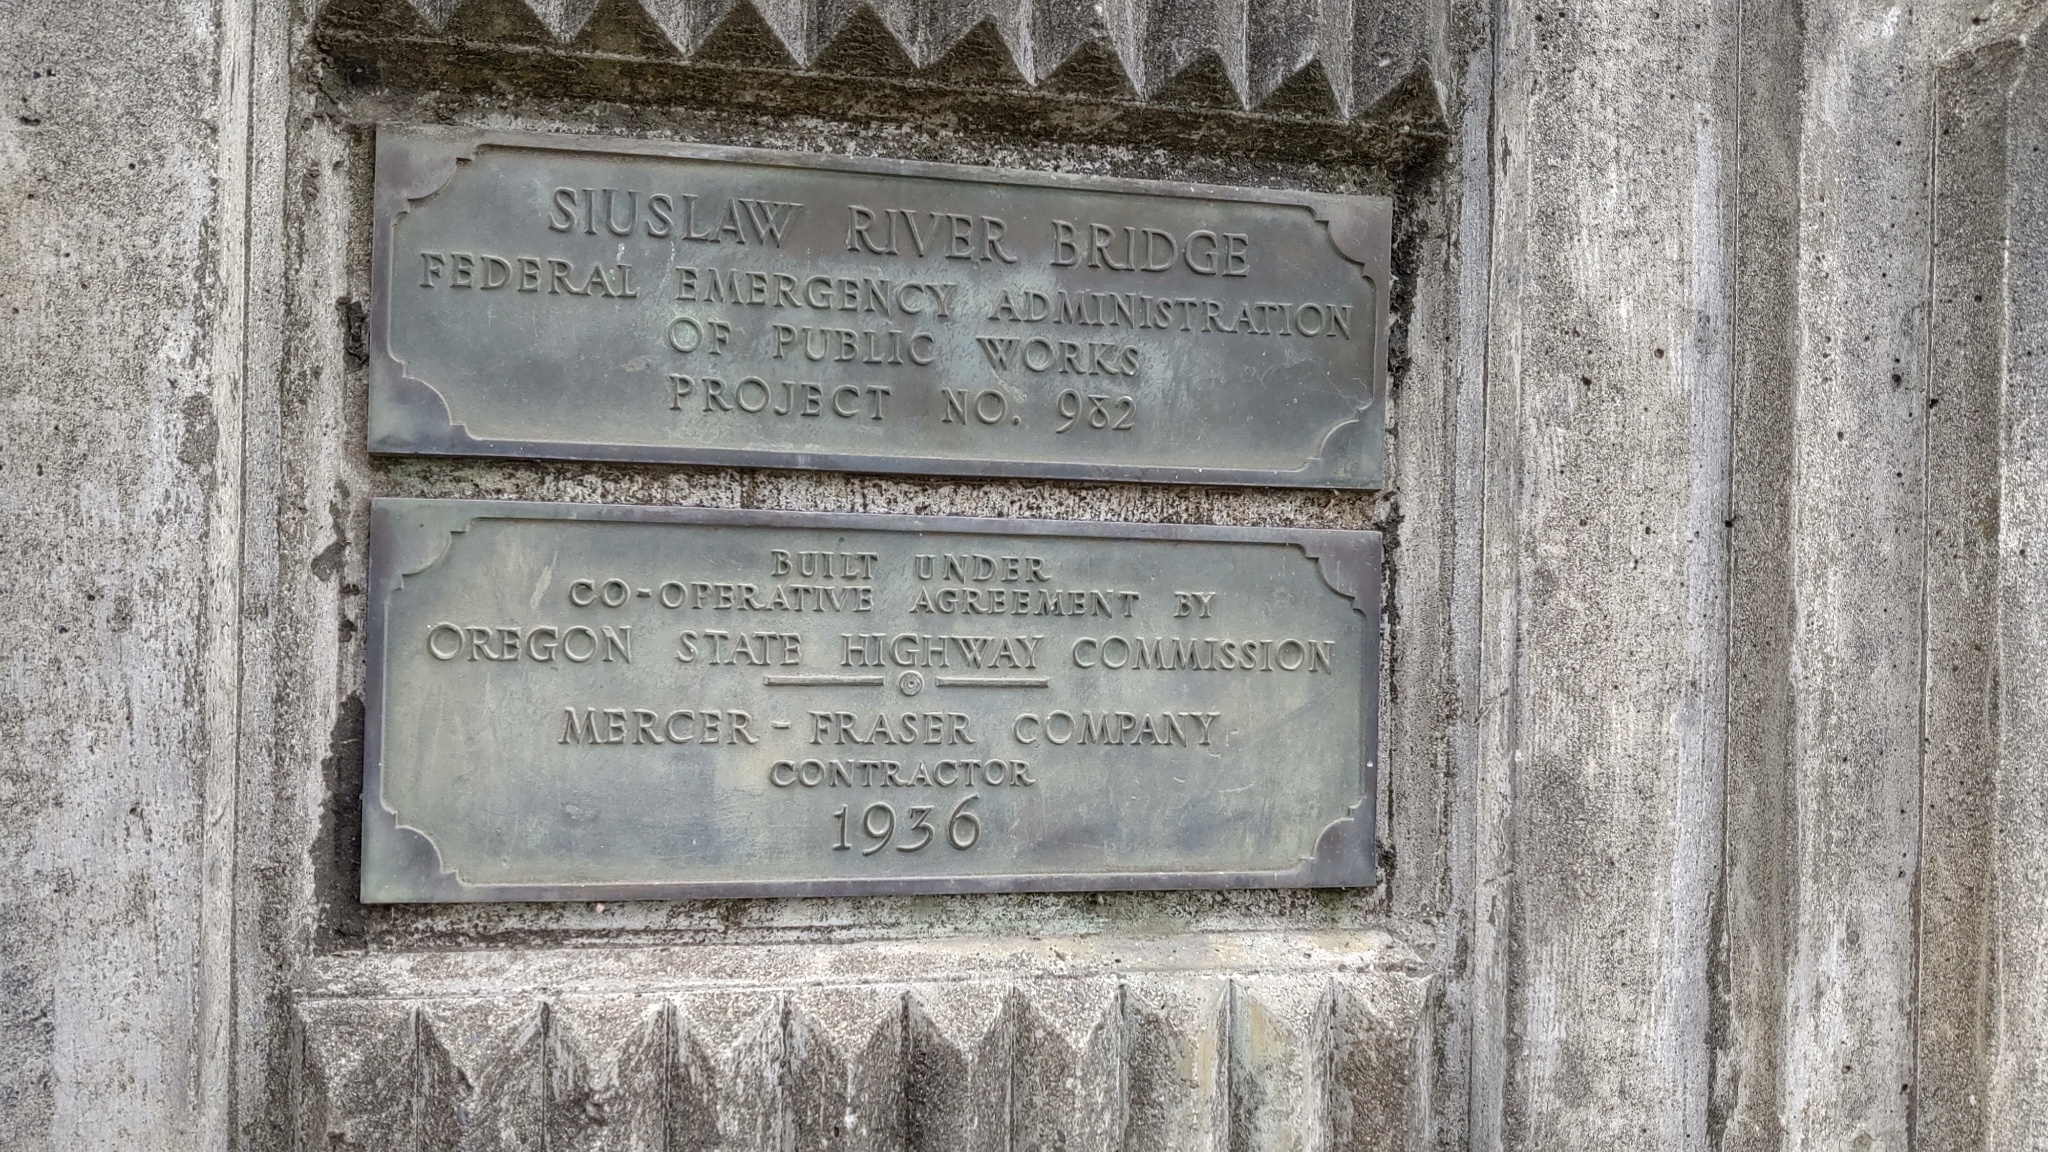 SIUSLAW RIVER BRIDGE
FEDERAL EMERGENCY ADMINISTRATION
OF PUBLIC WORKS
PROJECT NO. 982
BUILT UNDER
CO-OPERATIVE AGREEMENT BY
OREGON STATE HIGHWAY COMMISSION
MERCER - FRASER COMPANY
CONTRACTOR
1936